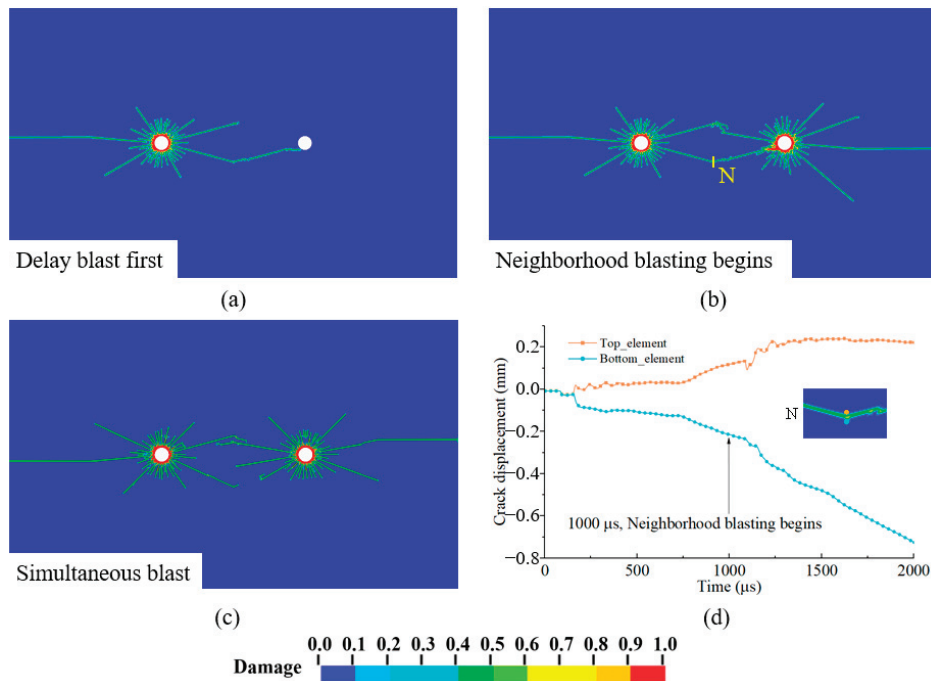 Delay blast first
(a)
N
Neighborhood blasting begins
(b)
Simultaneous blast
(c)
Crack displacement (mm)
0.2
0.0
−0.2
−0.4
−0.6
−0.8
Top_element
Bottom_element
N
1000 μs, Neighborhood blasting begins
0 500 1000 1500 2000
Time (μs)
(d)
0.0 0.1 0.2 0.3 0.4 0.5 0.6 0.7 0.8 0.9 1.0
Damage